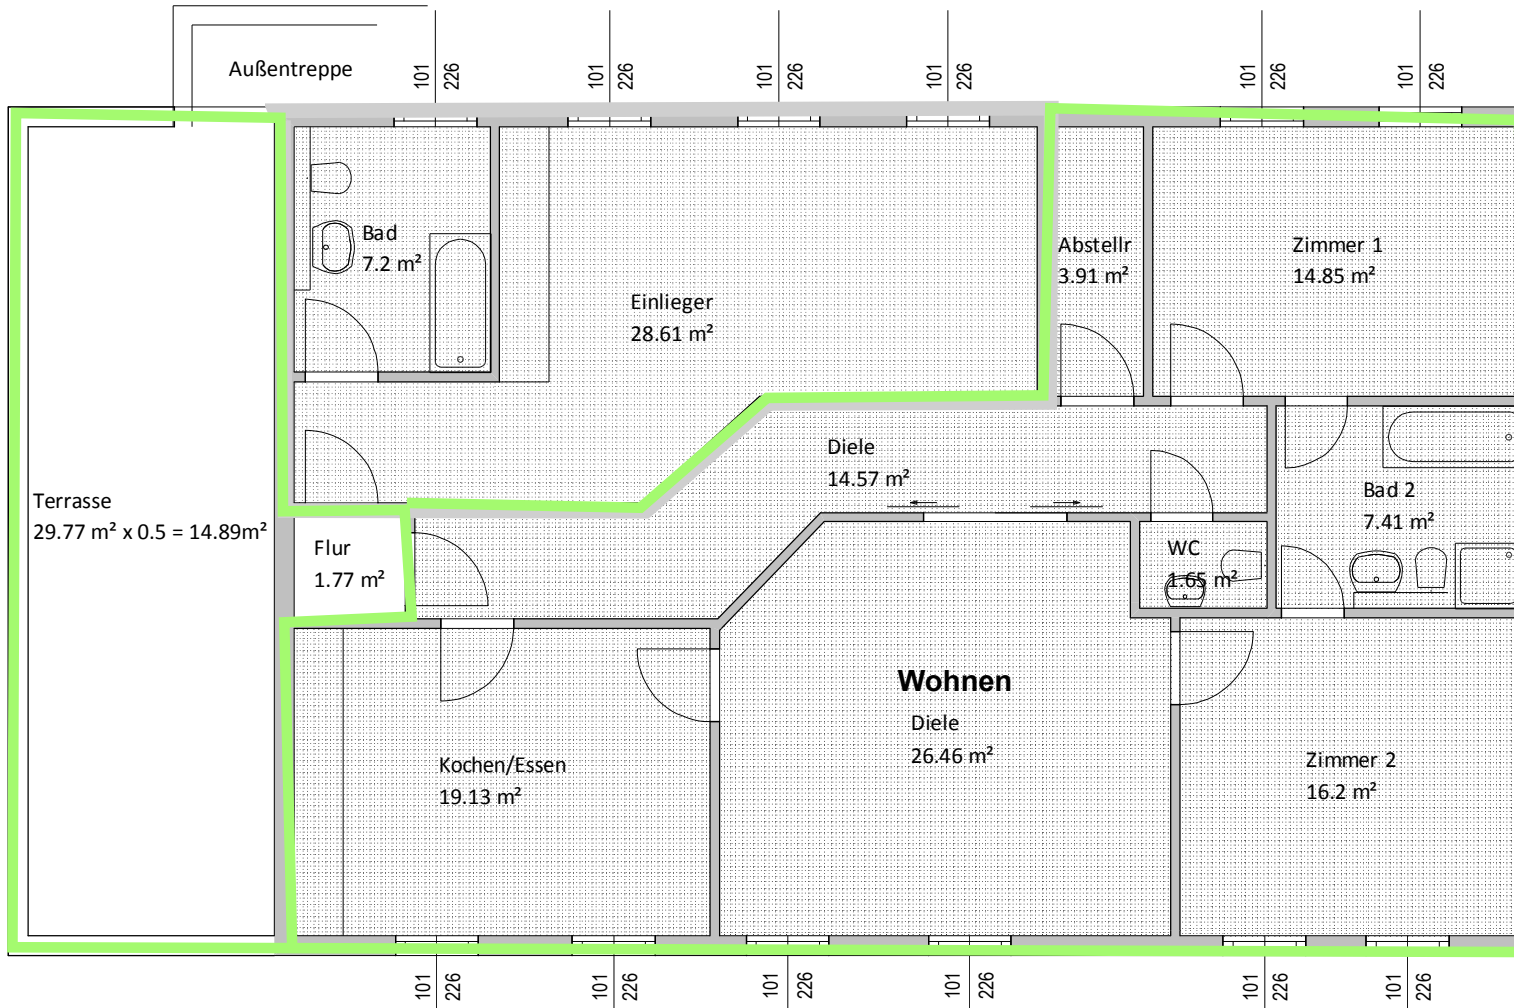 Außentreppe
101
226
101
226
101
226
101
226
101
226
101
226
Bad
7.2 m²
Einlieger
28.61 m²
Abstellr
3.91 m²
Zimmer 1
14.85 m²
Diele
14.57 m²
Bad 2
7.41 m²
Terrasse
29.77 m² x 0.5 = 14.89m²
Flur
1.77 m²
WC
1.65 m²
Wohnen
Diele
26.46 m²
Kochen/Essen
19.13 m²
Zimmer 2
16.2 m²
101
226
101
226
101
226
101
226
101
226
101
226